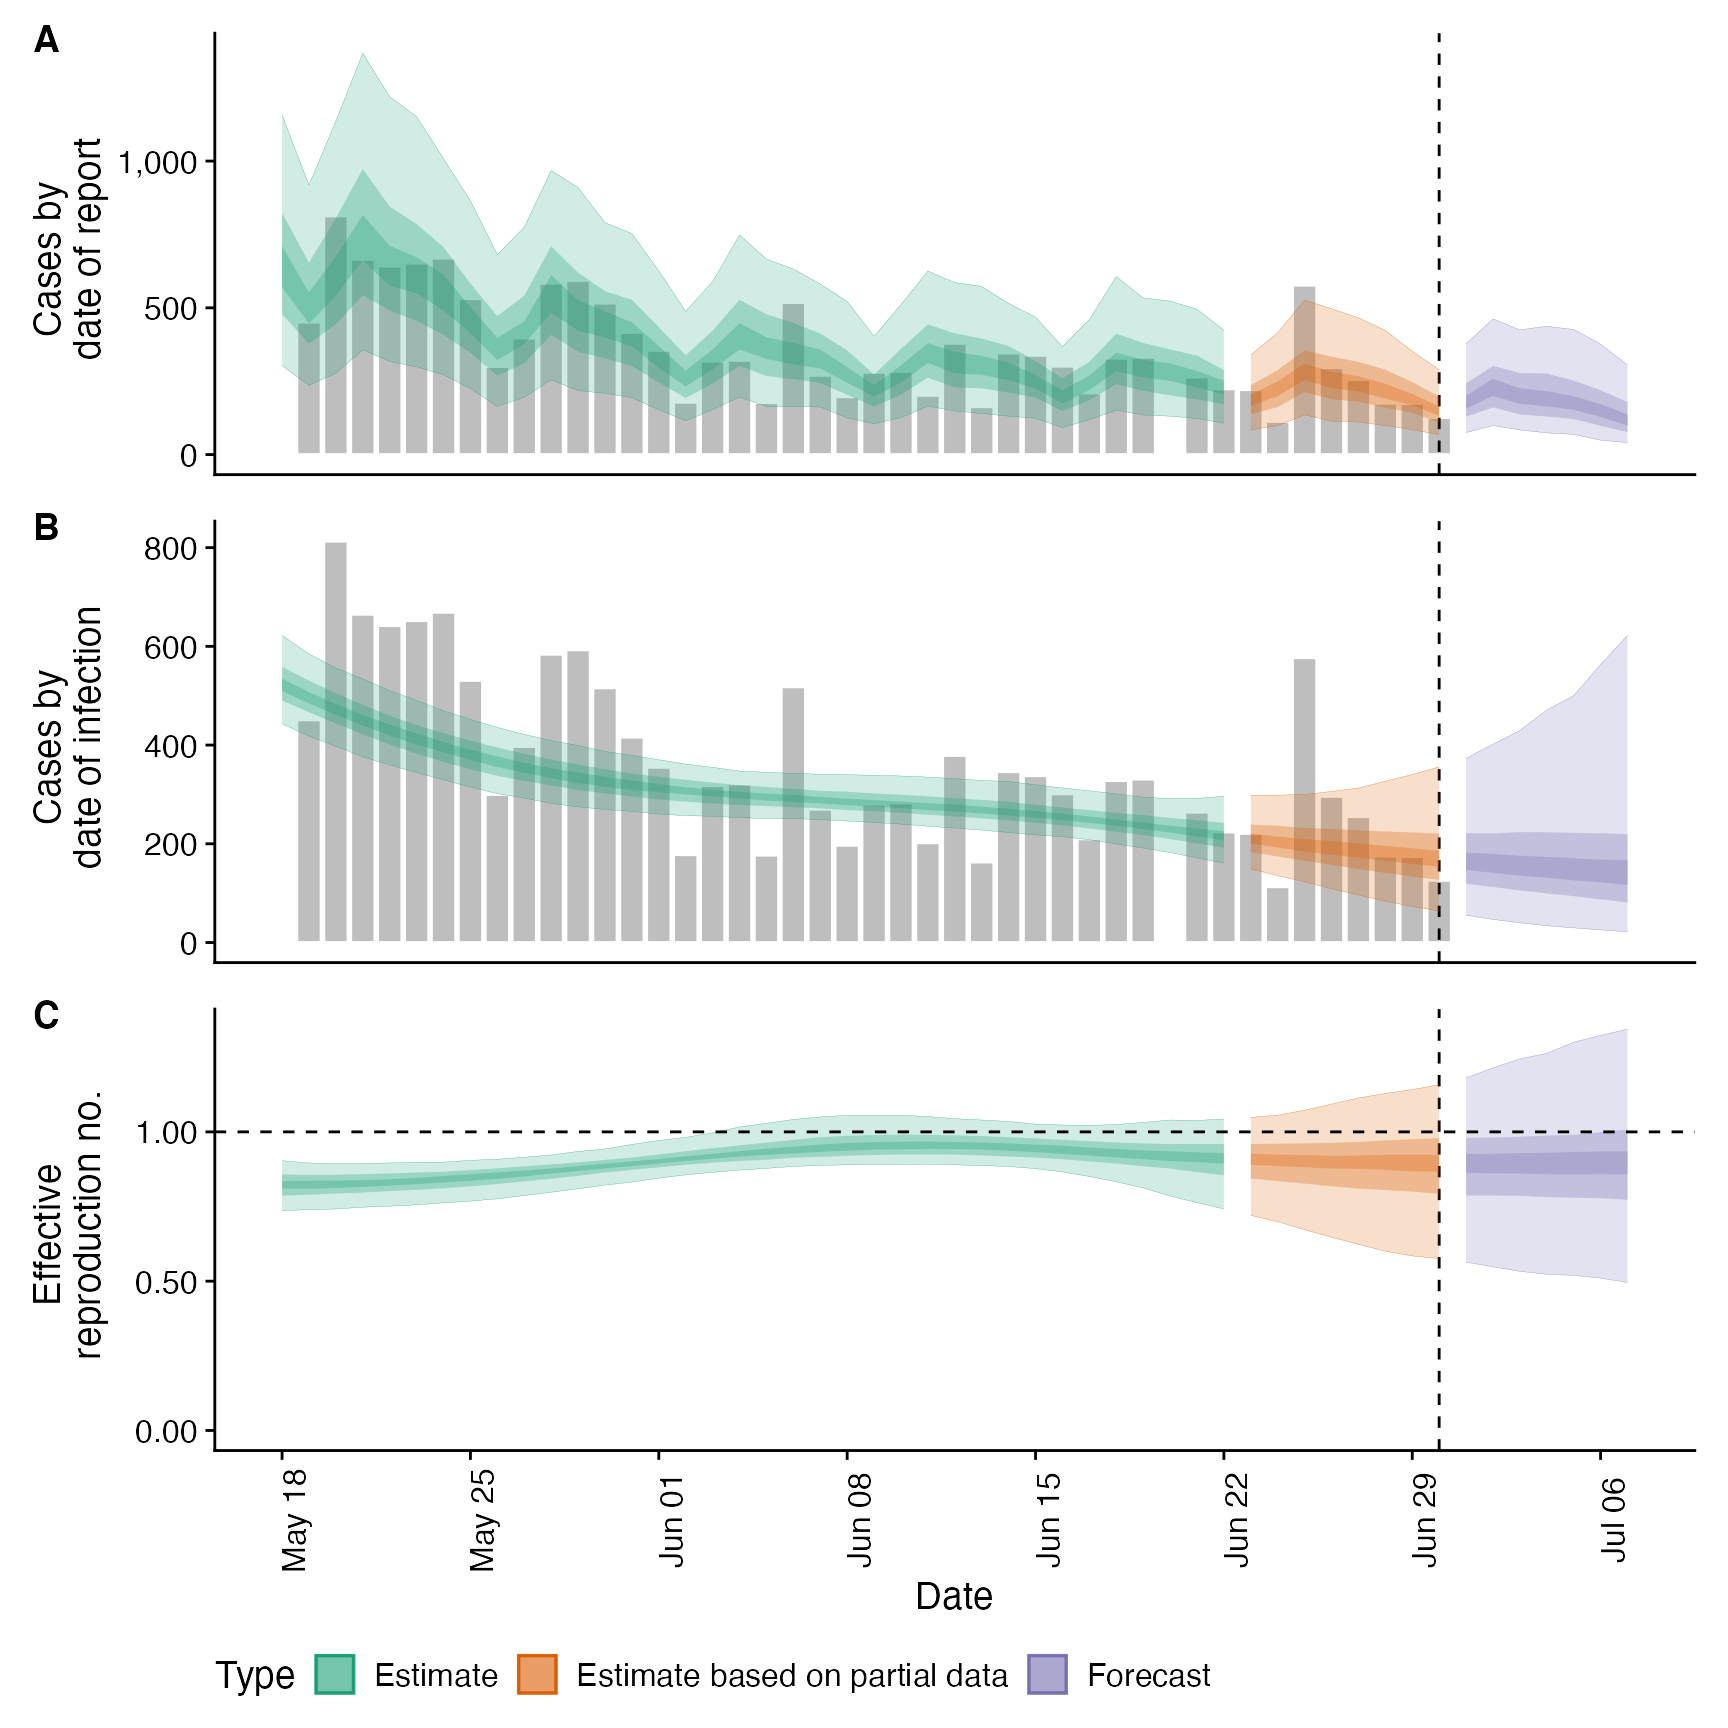 A
Cases by
date of report
1,000
500
0
B
Cases by
date of infection
800
600
400
200
0
C
Effective
reproduction no.
1.00
0.50
0.00
May 18
May 25
Jun 01
Jun 08
Jun 15
Jun 22
Jun 29
Jul 06
Date
Type Estimate Estimate based on partial data Forecast